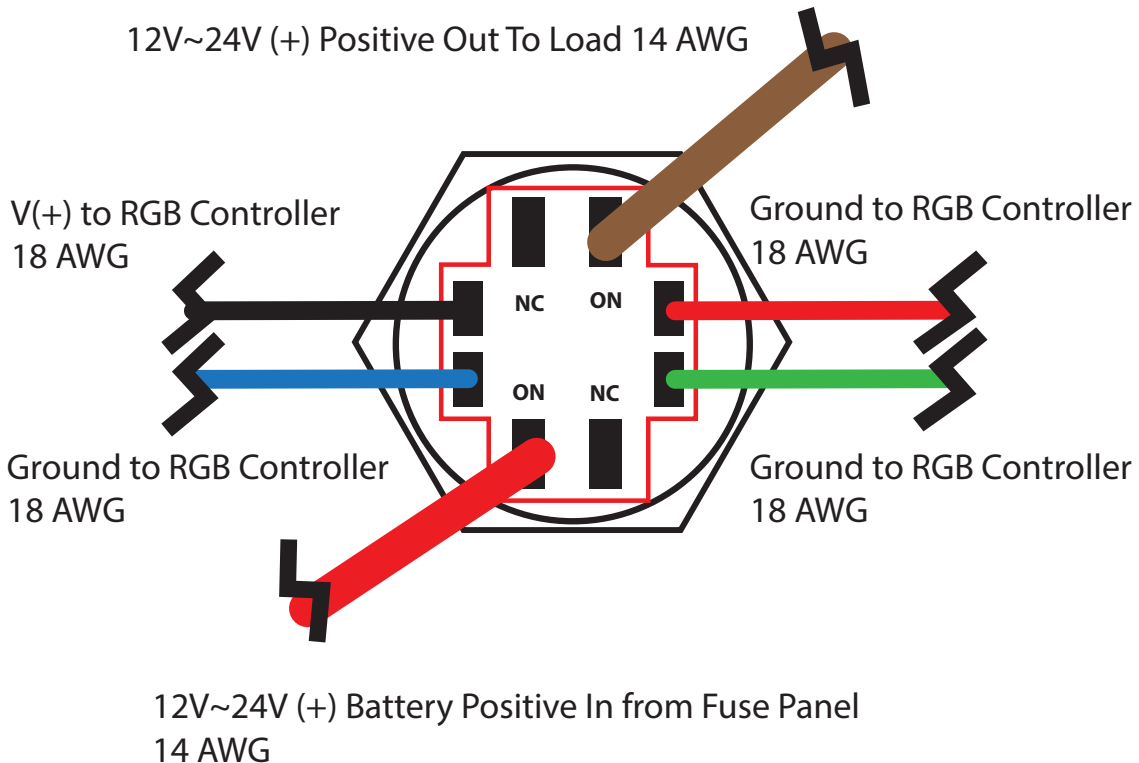 12V~24V (+) Positive Out To Load 14 AWG
V(+) to RGB Controller
18 AWG
Ground to RGB Controller
18 AWG
NC
ON
ON
NC
Ground to RGB Controller
18 AWG
Ground to RGB Controller
18 AWG
12V~24V (+) Battery Positive In from Fuse Panel
14 AWG